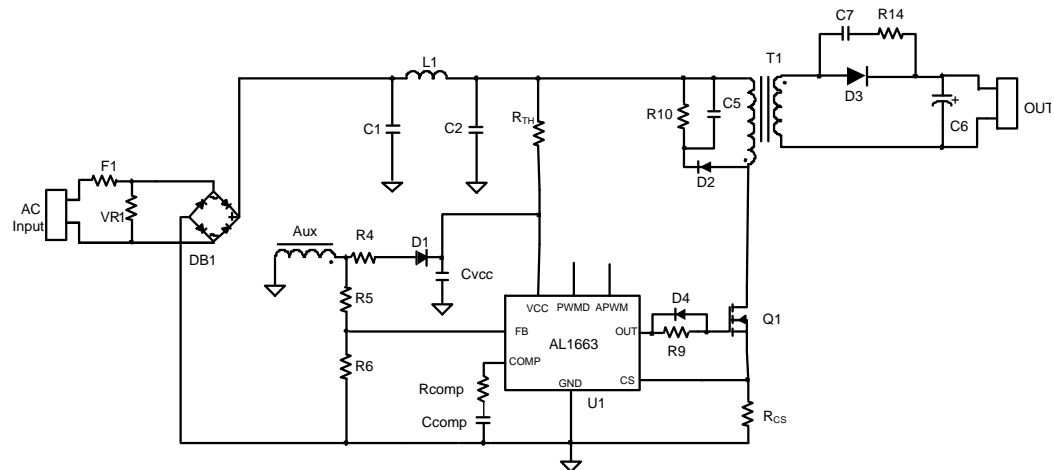 C7
R14
T1
L1
D3
OUT
C6
R10
C5
C1
C2
RTH
D2
F1
AC
Input
VR1
DB1
Aux
R4
D1
Cvcc
R5
VCC
PWMD
APWM
D4
Q1
FB
OUT
AL1663
R9
R6
COMP
GND
CS
Rcomp
U1
Ccomp
RCS